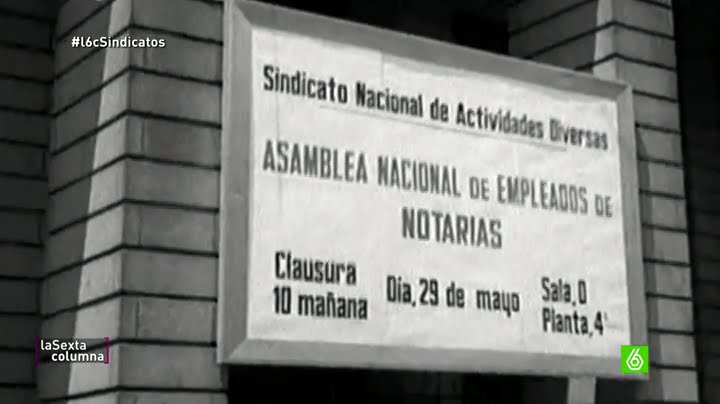 #l6cSindicatos
Sindicato Nacional de Actividades Diversas
ASAMBLEA NACIONAL DE EMPLEADOS DE
NOTARIAS
Clausura
10 mañana
Dia, 29 de mayo
Sala, 0
Planta, 4ª
laSexta
columna
6